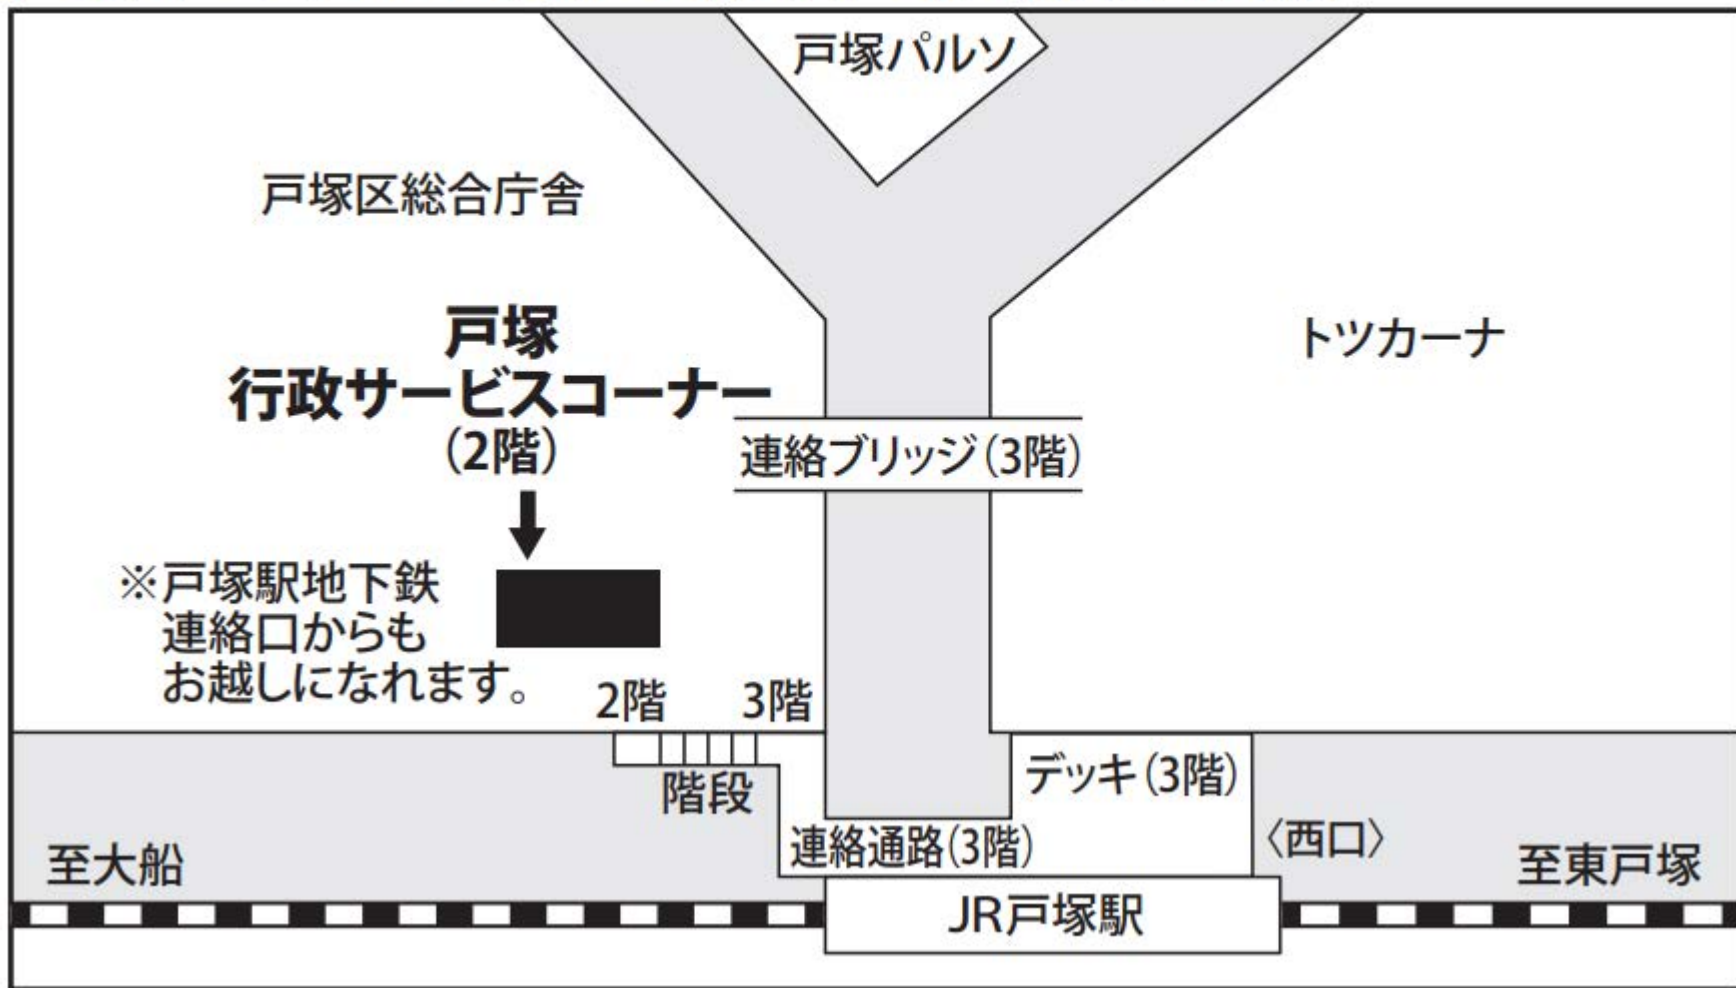 戸塚パルソ
戸塚区総合庁舎
戸塚
行政サービスコーナー
(2階)
トツカーナ
連絡ブリッジ(3階)
※戸塚駅地下鉄
連絡口からも
お越しになれます。
2階
3階
階段
デッキ(3階)
連絡通路(3階)
〈西口〉
至大船
至東戸塚
JR戸塚駅